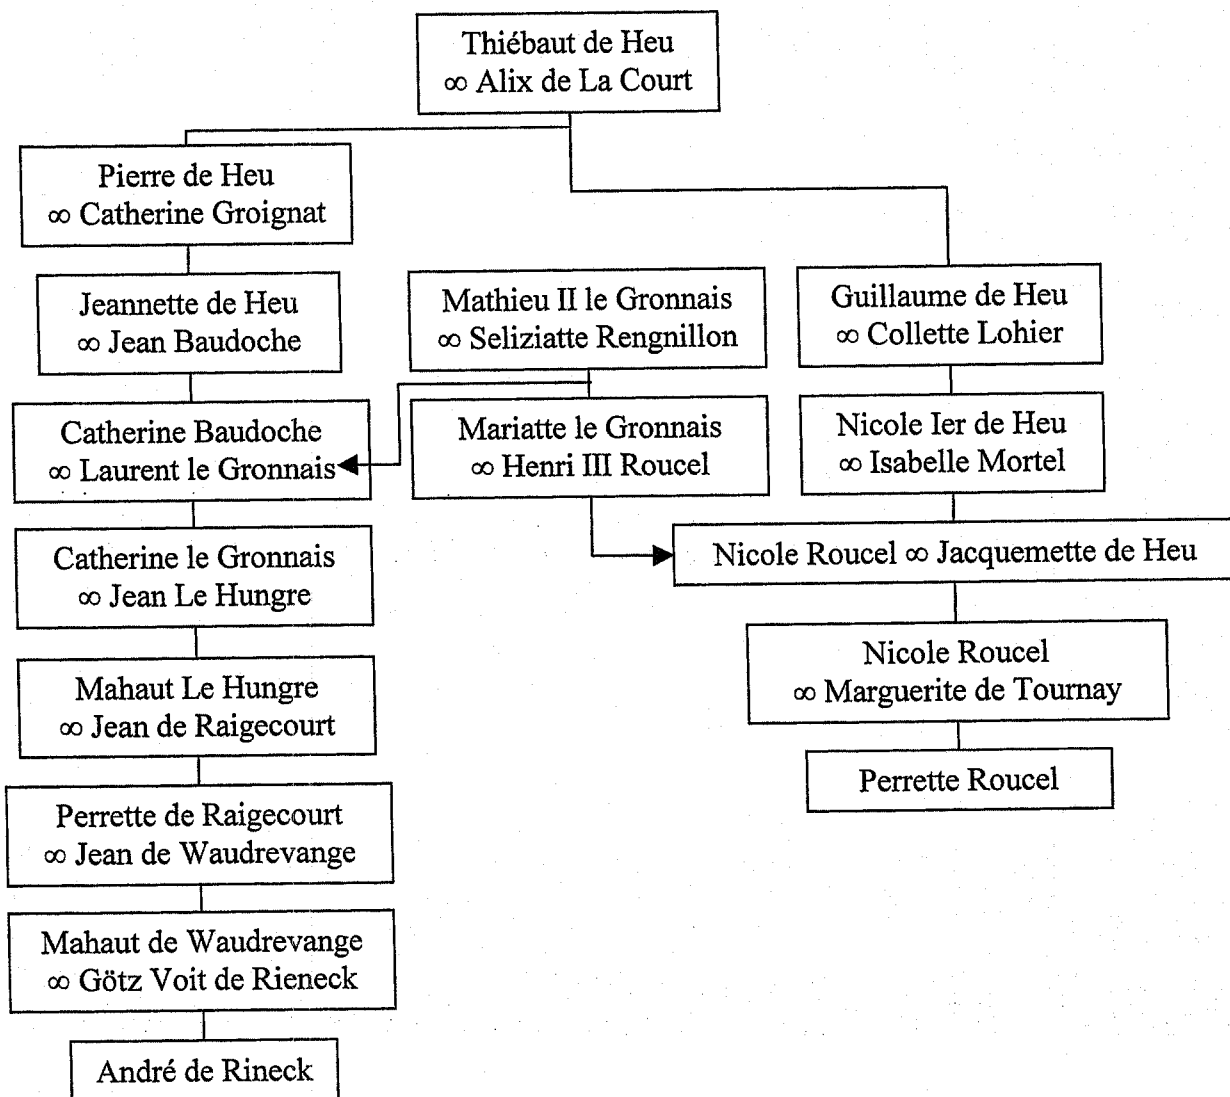 Thiébaut de Heu
∞ Alix de La Court
Pierre de Heu
∞ Catherine Groignat
Jeannette de Heu
∞ Jean Baudoche
Mathieu II le Gronnais
∞ Seliziatte Rengnillon
Guillaume de Heu
∞ Collette Lohier
Catherine Baudoche
∞ Laurent le Gronnais
Mariatte le Gronnais
∞ Henri III Roucel
Nicole Ier de Heu
∞ Isabelle Mortel
Catherine le Gronnais
∞ Jean Le Hungre
Nicole Roucel ∞ Jacquemette de Heu
Mahaut Le Hungre
∞ Jean de Raigecourt
Nicole Roucel
∞ Marguerite de Tournay
Perrette de Raigecourt
∞ Jean de Waudrevange
Perrette Roucel
Mahaut de Waudrevange
∞ Götz Voit de Rieneck
André de Rineck